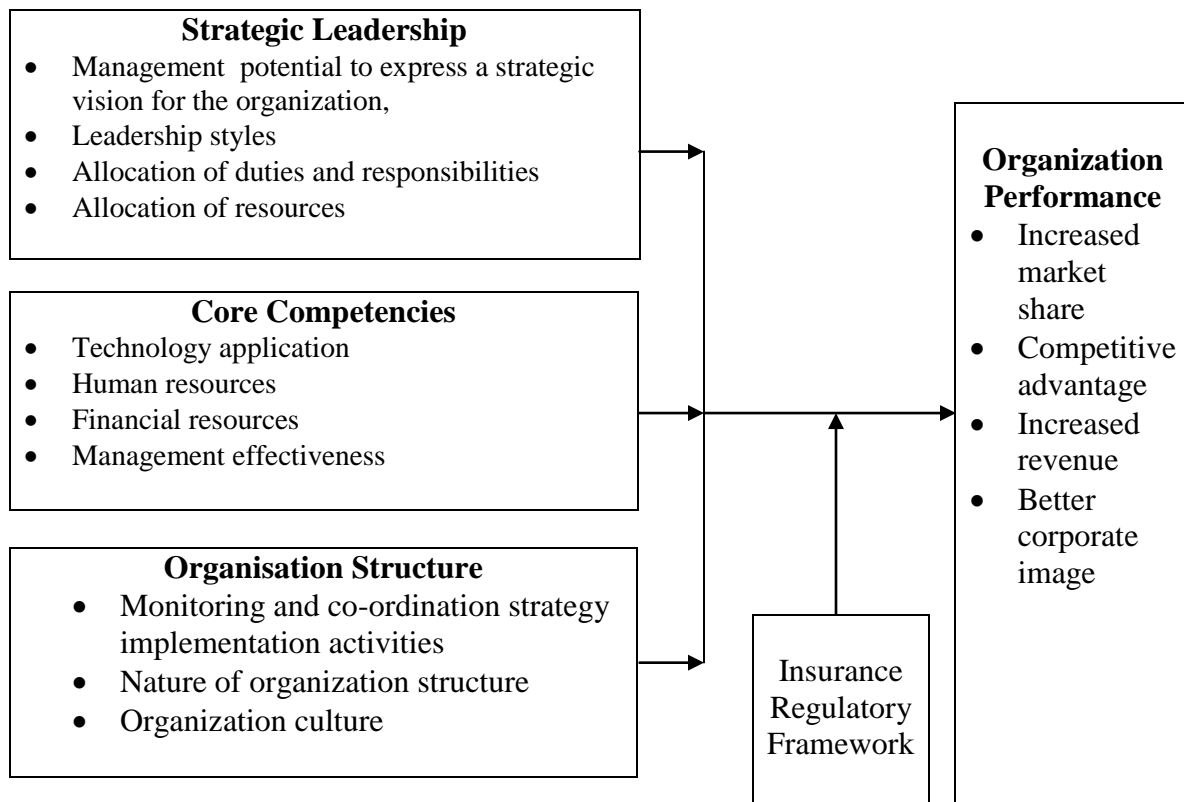 Strategic Leadership
• Management potential to express a strategic
vision for the organization,
• Leadership styles
• Allocation of duties and responsibilities
• Allocation of resources
Core Competencies
• Technology application
• Human resources
• Financial resources
• Management effectiveness
Organisation Structure
• Monitoring and co-ordination strategy
implementation activities
• Nature of organization structure
• Organization culture
Insurance
Regulatory
Framework
Organization
Performance
• Increased
market
share
• Competitive
advantage
• Increased
revenue
• Better
corporate
image